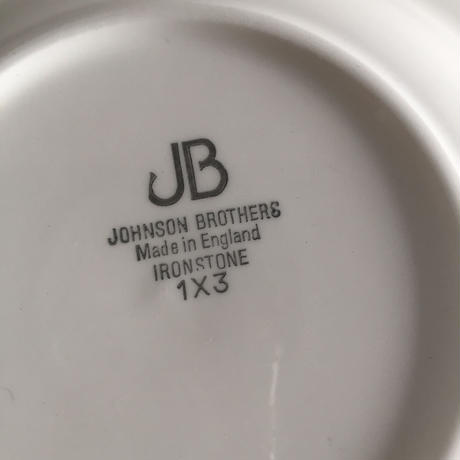 JB
JOHNSON BROTHERS
Made in England
IRONSTONE
1X3